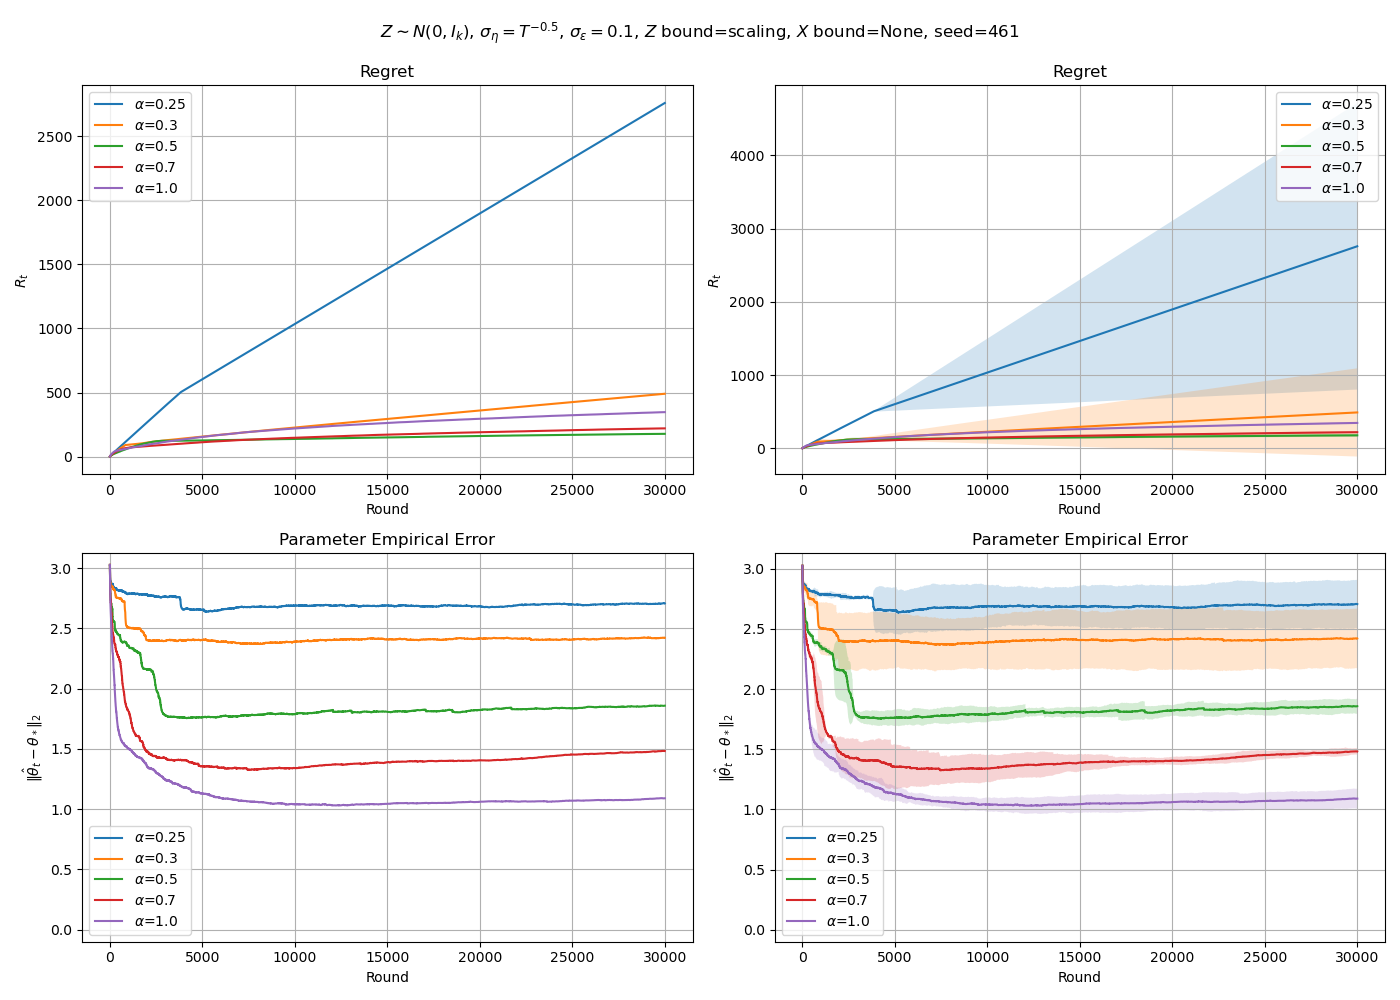 Z ∼ N(0, I_k), σ_η = T^{−0.5}, σ_ε = 0.1, Z bound=scaling, X bound=None, seed=461
Regret
α=0.25
α=0.3
α=0.5
α=0.7
α=1.0
2500
2000
1500
1000
500
0
R_t
0 5000 10000 15000 20000 25000 30000
Round
Regret
α=0.25
α=0.3
α=0.5
α=0.7
α=1.0
4000
3000
2000
1000
0
R_t
0 5000 10000 15000 20000 25000 30000
Round
Parameter Empirical Error
3.0
2.5
2.0
1.5
1.0
0.5
0.0
‖θ̂_t − θ_*‖_2
α=0.25
α=0.3
α=0.5
α=0.7
α=1.0
0 5000 10000 15000 20000 25000 30000
Round
Parameter Empirical Error
3.0
2.5
2.0
1.5
1.0
0.5
0.0
‖θ̂_t − θ_*‖_2
α=0.25
α=0.3
α=0.5
α=0.7
α=1.0
0 5000 10000 15000 20000 25000 30000
Round